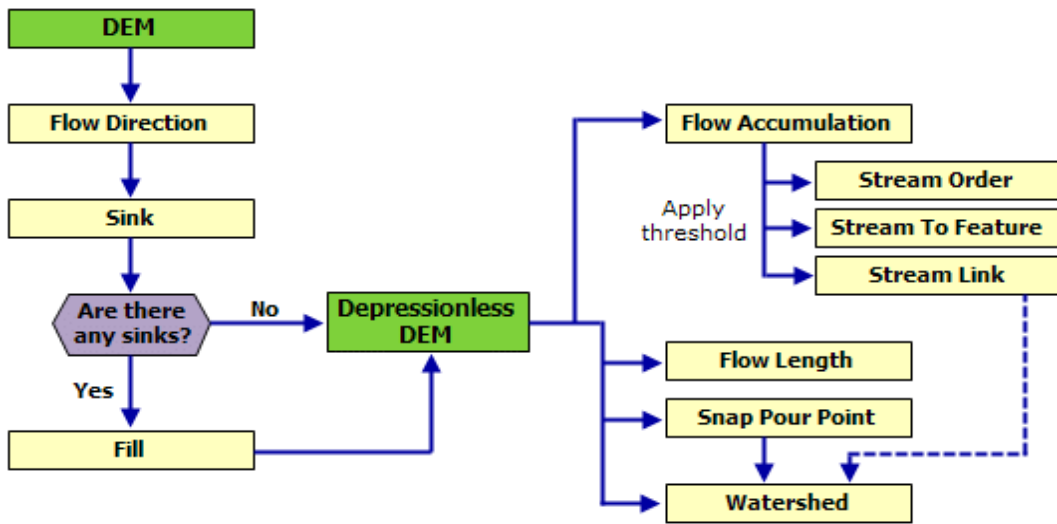 DEM
Flow Direction
Sink
Are there
any sinks?
No
Yes
Fill
Depressionless
DEM
Flow Accumulation
Apply
threshold
Stream Order
Stream To Feature
Stream Link
Flow Length
Snap Pour Point
Watershed